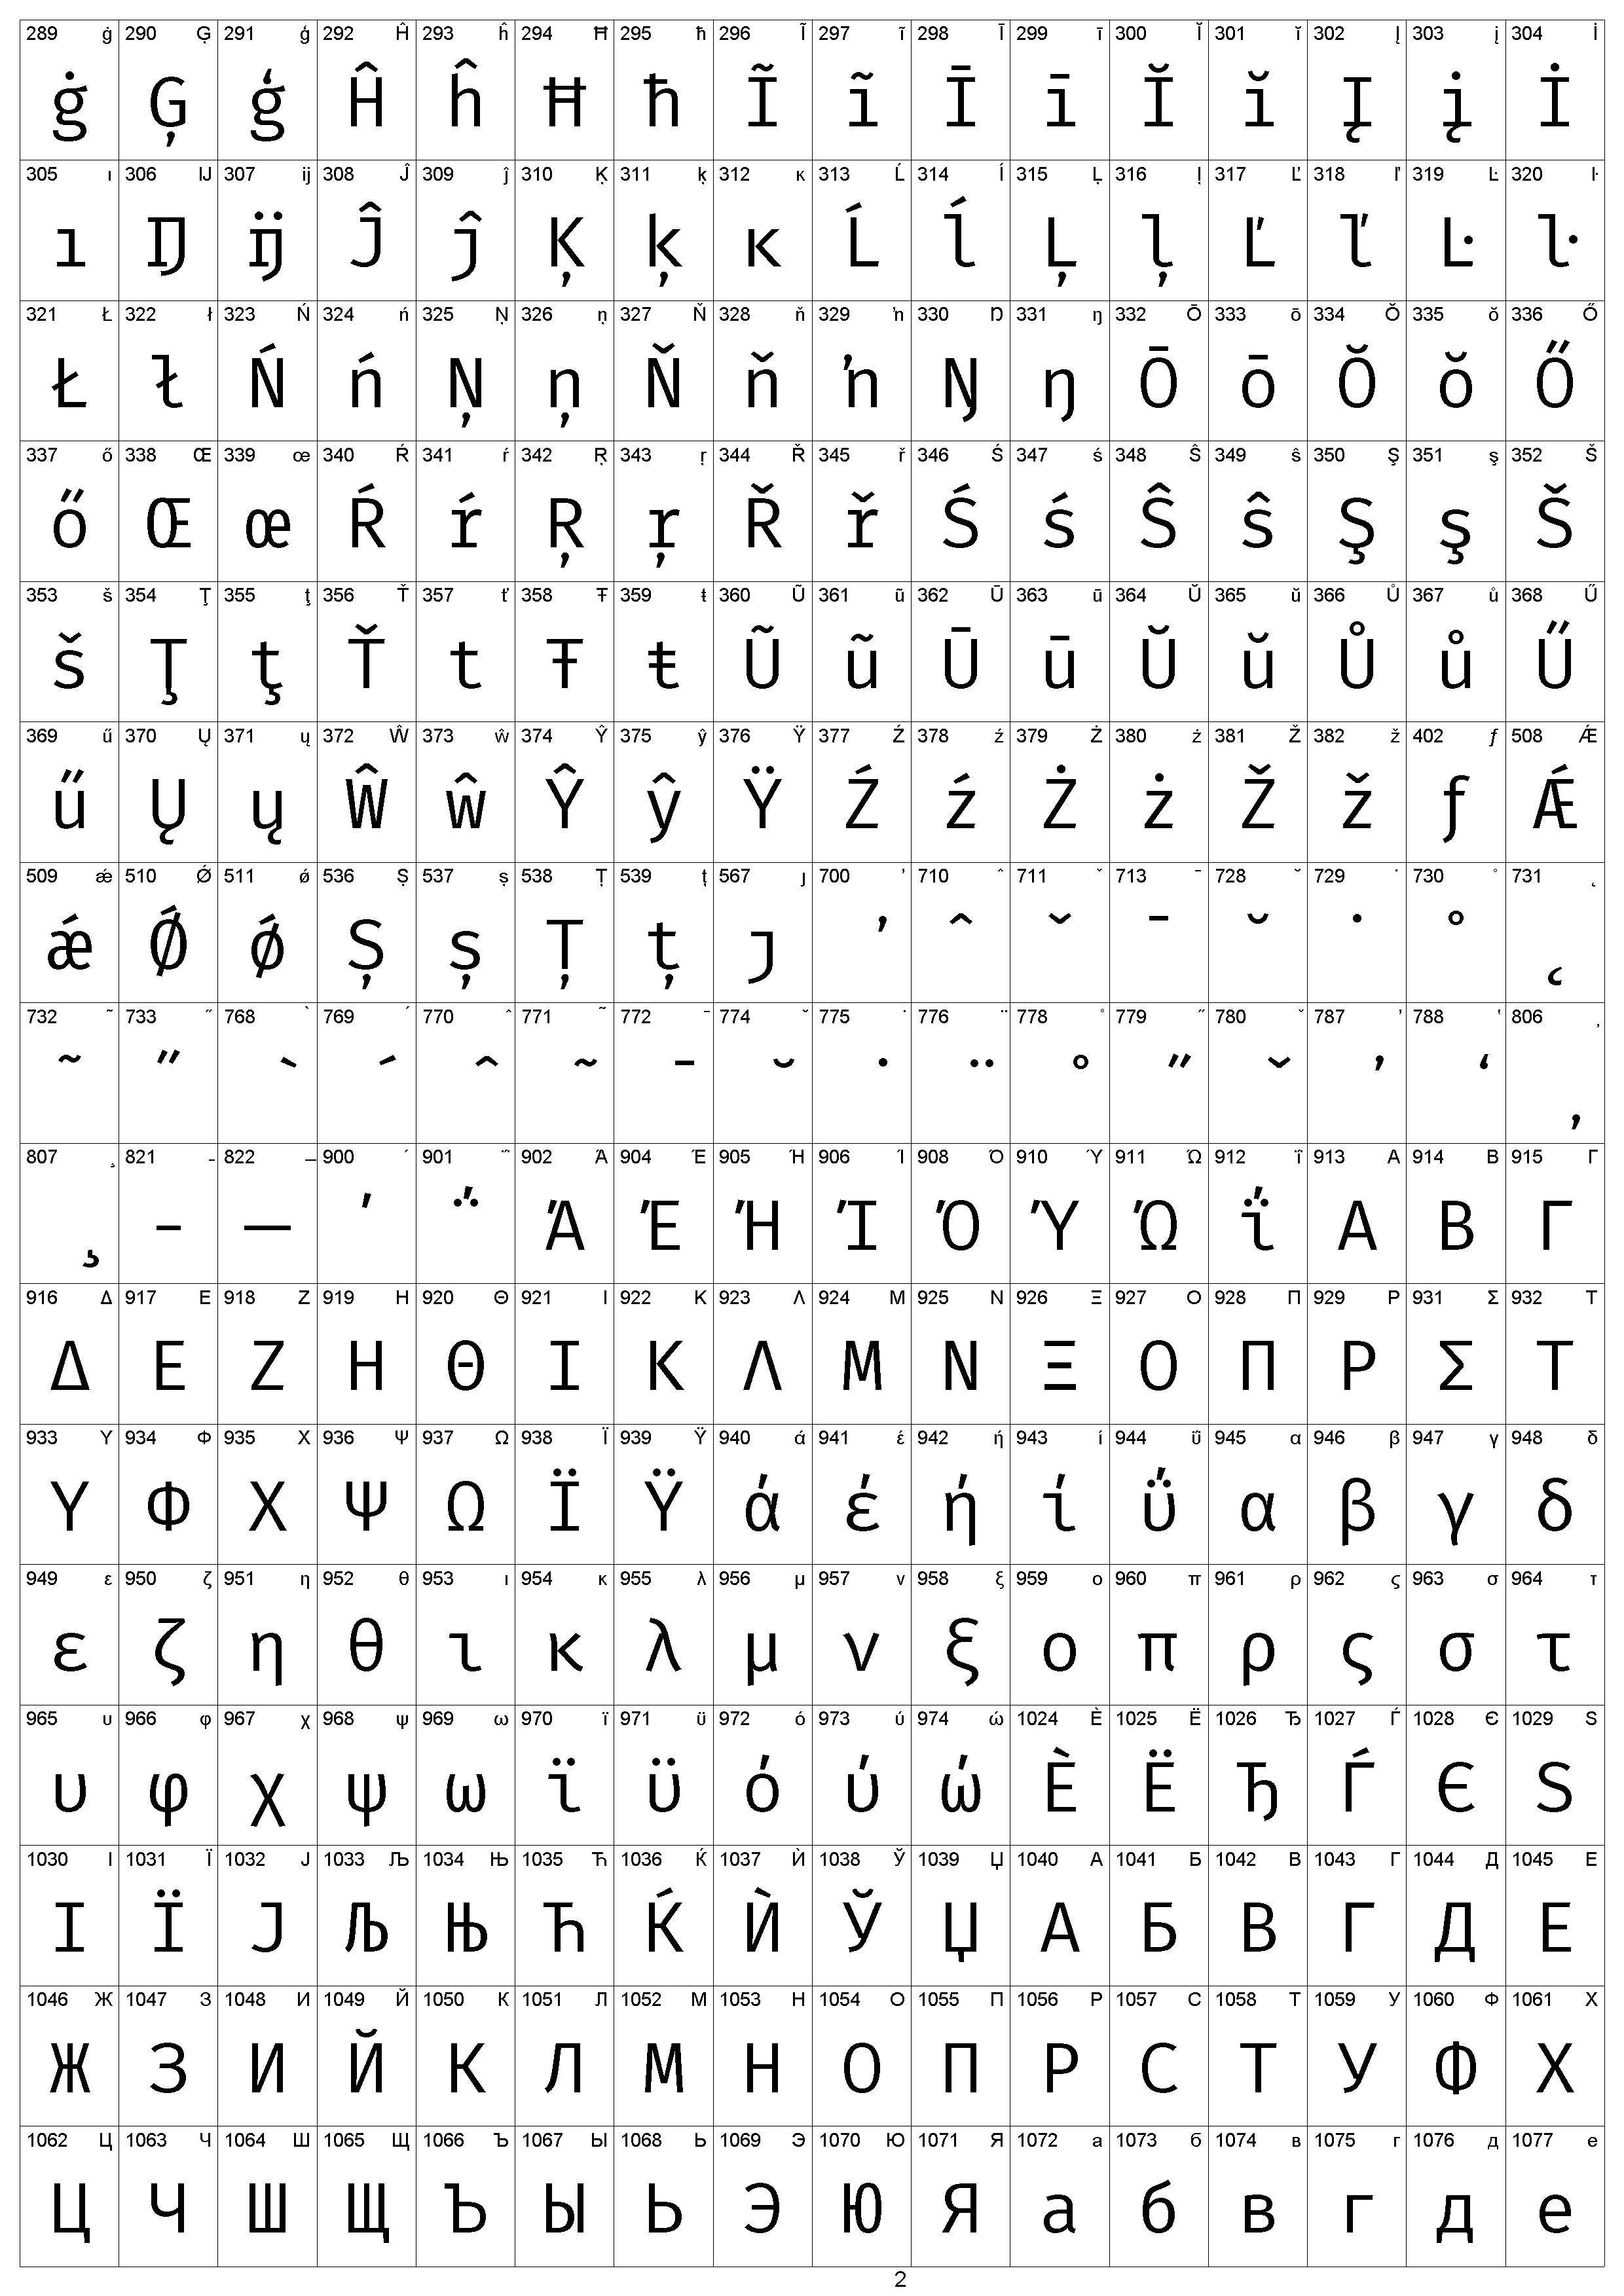 289 ġ 290 Ģ 291 ģ 292 Ĥ 293 ĥ 294 Ħ 295 ħ 296 Ĩ 297 ĩ 298 Ī 299 ī 300 Ĭ 301 ĭ 302 Į 303 į 304 İ
ġ Ģ ģ Ĥ ĥ Ħ ħ Ĩ ĩ Ī ī Ĭ ĭ Į į İ
305 ı 306 Ĳ 307 ĳ 308 Ĵ 309 ĵ 310 Ķ 311 ķ 312 ĸ 313 Ĺ 314 ĺ 315 Ļ 316 ļ 317 Ľ 318 ľ 319 Ŀ 320 ŀ
ı Ĳ ĳ Ĵ ĵ Ķ ķ ĸ Ĺ ĺ Ļ ļ Ľ ľ Ŀ ŀ
321 Ł 322 ł 323 Ń 324 ń 325 Ņ 326 ņ 327 Ň 328 ň 329 ŉ 330 Ŋ 331 ŋ 332 Ō 333 ō 334 Ŏ 335 ŏ 336 Ő
Ł ł Ń ń Ņ ņ Ň ň ŉ Ŋ ŋ Ō ō Ŏ ŏ Ő
337 ő 338 Œ 339 œ 340 Ŕ 341 ŕ 342 Ŗ 343 ŗ 344 Ř 345 ř 346 Ś 347 ś 348 Ŝ 349 ŝ 350 Ş 351 ş 352 Š
ő Œ œ Ŕ ŕ Ŗ ŗ Ř ř Ś ś Ŝ ŝ Ş ş Š
353 š 354 Ţ 355 ţ 356 Ť 357 ť 358 Ŧ 359 ŧ 360 Ũ 361 ũ 362 Ū 363 ū 364 Ŭ 365 ŭ 366 Ů 367 ů 368 Ű
š Ţ ţ Ť t Ŧ ŧ Ũ ũ Ū ū Ŭ ŭ Ů ů Ű
369 ű 370 Ų 371 ų 372 Ŵ 373 ŵ 374 Ŷ 375 ŷ 376 Ÿ 377 Ź 378 ź 379 Ż 380 ż 381 Ž 382 ž 402 ƒ 508 Ǽ
ű Ų ų Ŵ ŵ Ŷ ŷ Ÿ Ź ź Ż ż Ž ž ƒ Ǽ
509 ǽ 510 Ǿ 511 ǿ 536 Ș 537 ș 538 Ț 539 ț 567 ȷ 700 ʼ 710 ˆ 711 ˇ 713 ˉ 728 ˘ 729 ˙ 730 ˚ 731 ˛
ǽ Ǿ ǿ Ș ș Ț ț ȷ ʼ ˆ ˇ ˉ ˘ ˙ ˚ ˛
732 ˜ 733 ˝ 768 ̀ 769 ́ 770 ̂ 771 ̃ 772 ̄ 774 ̆ 775 ̇ 776 ̈ 778 ̊ 779 ̋ 780 ̌ 787 ̓ 788 ̔ 806 ̦
˜ ˝ ̀ ́ ̂ ̃ ̄ ̆ ̇ ̈ ̊ ̋ ̌ ̓ ̔ ̦
807 ̧ 821 ̵ 822 ̶ 900 ΄ 901 ΅ 902 Ά 904 Έ 905 Ή 906 Ί 908 Ό 910 Ύ 911 Ώ 912 ΐ 913 Α 914 Β 915 Γ
̧ ̵ ̶ ΄ ΅ Ά Έ Ή Ί Ό Ύ Ώ ΐ Α Β Γ
916 Δ 917 Ε 918 Ζ 919 Η 920 Θ 921 Ι 922 Κ 923 Λ 924 Μ 925 Ν 926 Ξ 927 Ο 928 Π 929 Ρ 931 Σ 932 Τ
Δ Ε Ζ Η Θ Ι Κ Λ Μ Ν Ξ Ο Π Ρ Σ Τ
933 Υ 934 Φ 935 Χ 936 Ψ 937 Ω 938 Ϊ 939 Ϋ 940 ά 941 έ 942 ή 943 ί 944 ΰ 945 α 946 β 947 γ 948 δ
Υ Φ Χ Ψ Ω Ϊ Ϋ ά έ ή ί ΰ α β γ δ
949 ε 950 ζ 951 η 952 θ 953 ι 954 κ 955 λ 956 μ 957 ν 958 ξ 959 ο 960 π 961 ρ 962 ς 963 σ 964 τ
ε ζ η θ ι κ λ μ ν ξ ο π ρ ς σ τ
965 υ 966 φ 967 χ 968 ψ 969 ω 970 ϊ 971 ϋ 972 ό 973 ύ 974 ώ 1024 Ѐ 1025 Ё 1026 Ђ 1027 Ѓ 1028 Є 1029 Ѕ
υ φ χ ψ ω ϊ ϋ ό ύ ώ Ѐ Ё Ђ Ѓ Є Ѕ
1030 І 1031 Ї 1032 Ј 1033 Љ 1034 Њ 1035 Ћ 1036 Ќ 1037 Ѝ 1038 Ў 1039 Џ 1040 А 1041 Б 1042 В 1043 Г 1044 Д 1045 Е
І Ї Ј Љ Њ Ћ Ќ Ѝ Ў Џ А Б В Г Д Е
1046 Ж 1047 З 1048 И 1049 Й 1050 К 1051 Л 1052 М 1053 Н 1054 О 1055 П 1056 Р 1057 С 1058 Т 1059 У 1060 Ф 1061 Х
Ж З И Й К Л М Н О П Р С Т У Ф Х
1062 Ц 1063 Ч 1064 Ш 1065 Щ 1066 Ъ 1067 Ы 1068 Ь 1069 Э 1070 Ю 1071 Я 1072 а 1073 б 1074 в 1075 г 1076 д 1077 е
Ц Ч Ш Щ Ъ Ы Ь Э Ю Я а б в г д е
2